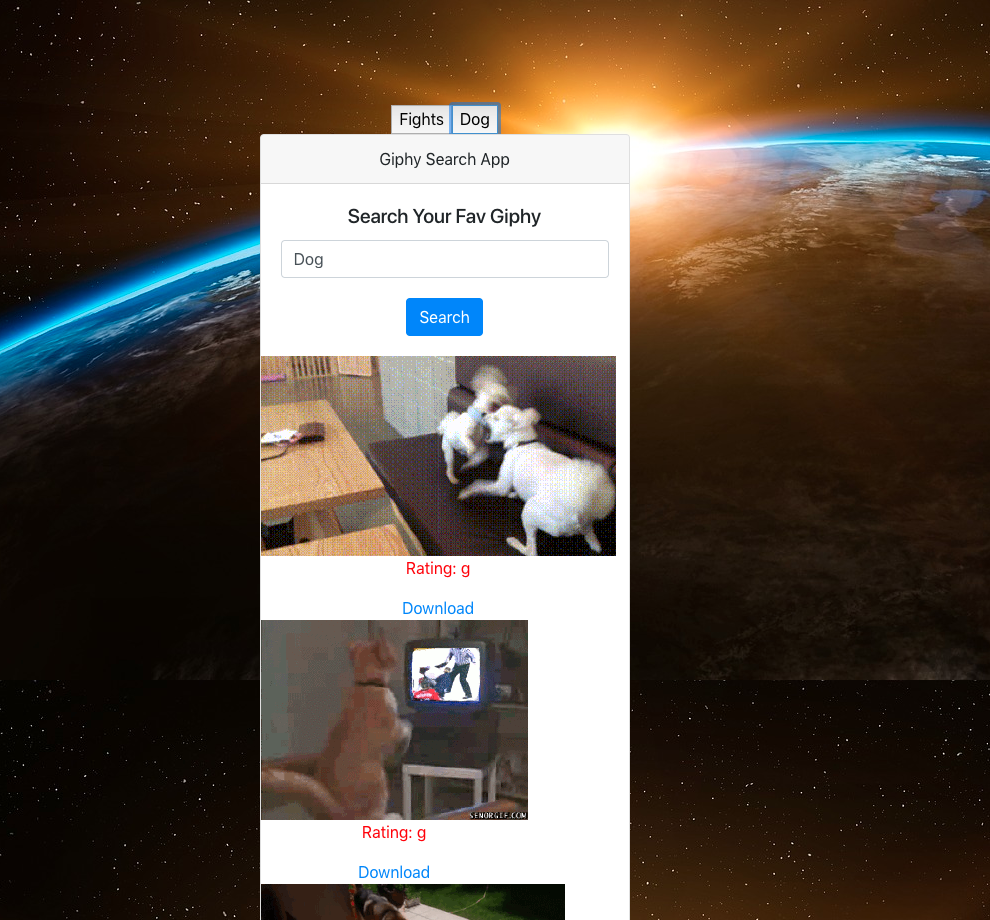 Fights Dog
Giphy Search App
Search Your Fav Giphy
Dog
Search
Rating: g
Download
SENORGIF.COM
Rating: g
Download